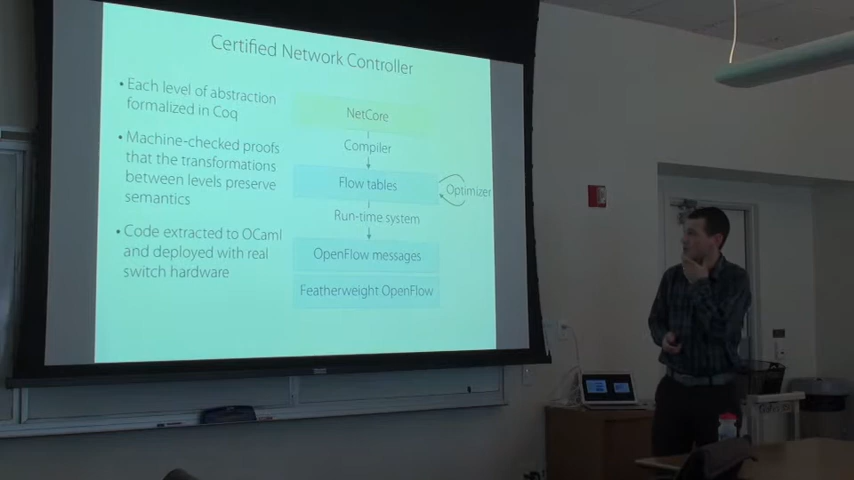 Certified Network Controller
• Each level of abstraction
formalized in Coq
• Machine-checked proofs
that the transformations
between levels preserve
semantics
• Code extracted to OCaml
and deployed with real
switch hardware
NetCore
Compiler
Flow tables
Optimizer
Run-time system
OpenFlow messages
Featherweight OpenFlow